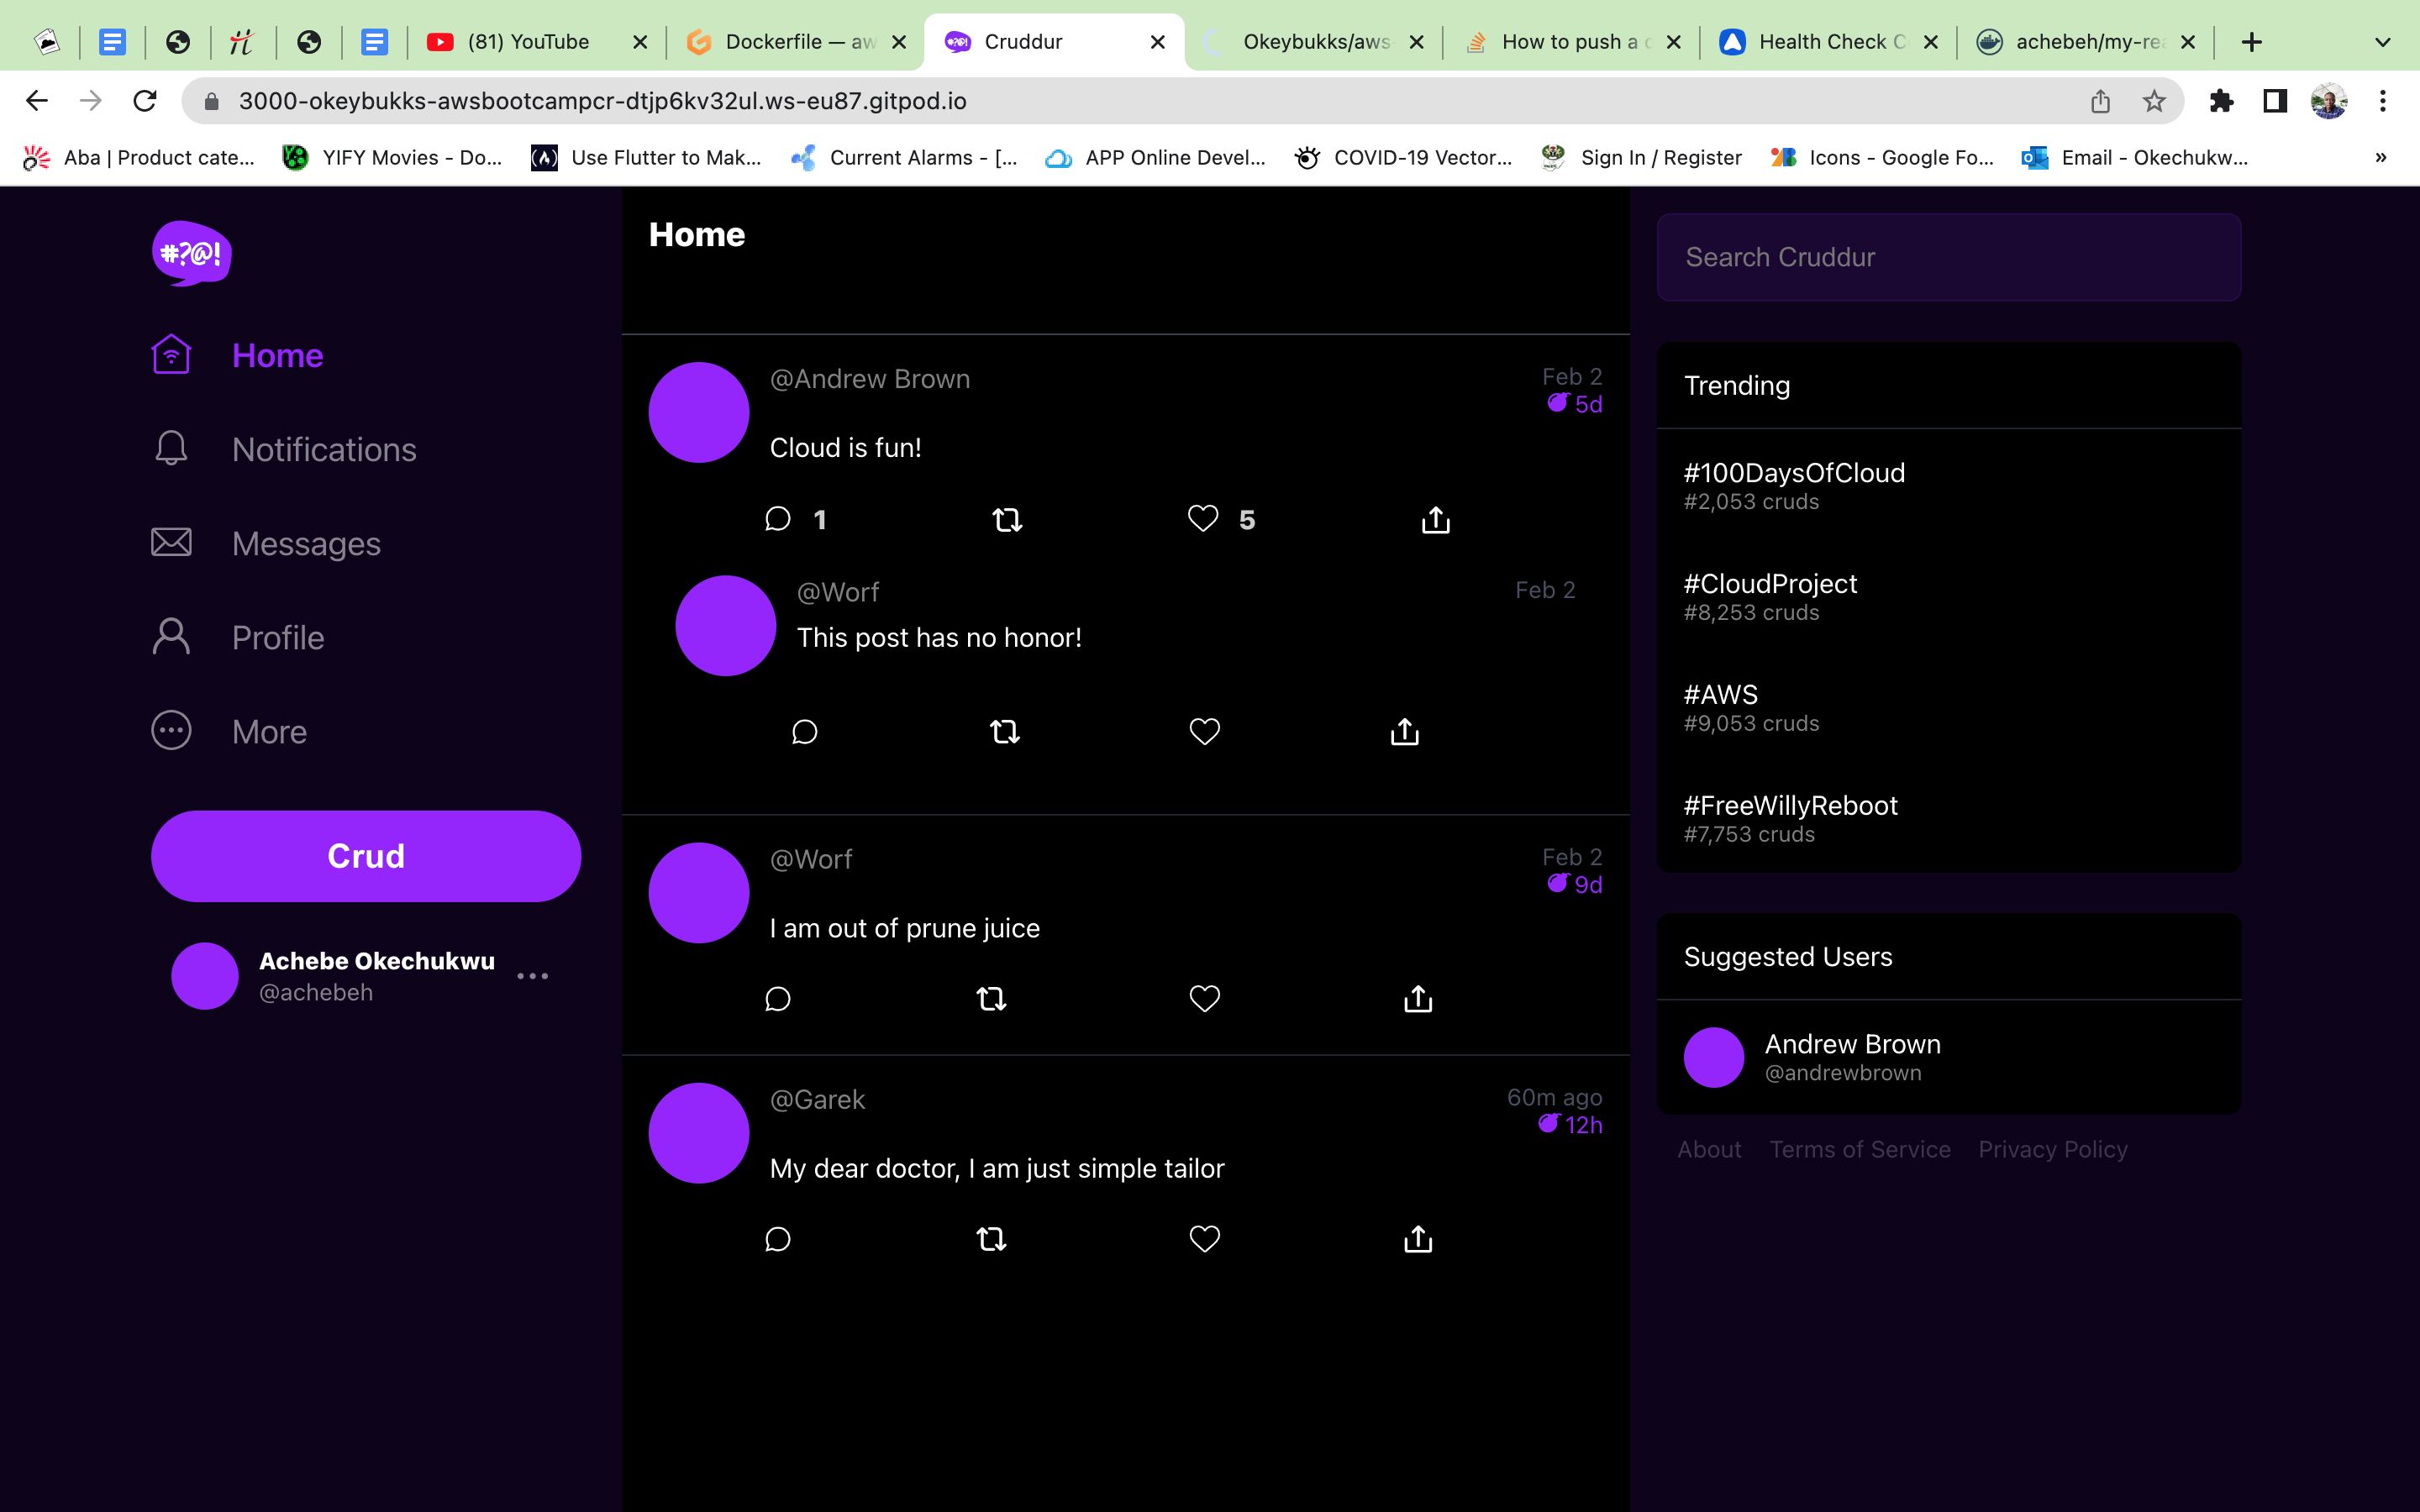 (81) YouTube
Dockerfile — aw
Cruddur
Okeybukks/aws-
How to push a
Health Check C
achebeh/my-rea
3000-okeybukks-awsbootcampcr-dtjp6kv32ul.ws-eu87.gitpod.io
Aba | Product cate...
YIFY Movies - Do...
Use Flutter to Mak...
Current Alarms - [...
APP Online Devel...
COVID-19 Vector...
Sign In / Register
Icons - Google Fo...
Email - Okechukw...
»
#?@!
Home
Notifications
Messages
Profile
More
Crud
Achebe Okechukwu
@achebeh
Home
@Andrew Brown
Feb 2
5d
Cloud is fun!
1
5
@Worf
Feb 2
This post has no honor!
@Worf
Feb 2
9d
I am out of prune juice
@Garek
60m ago
12h
My dear doctor, I am just simple tailor
Search Cruddur
Trending
#100DaysOfCloud
#2,053 cruds
#CloudProject
#8,253 cruds
#AWS
#9,053 cruds
#FreeWillyReboot
#7,753 cruds
Suggested Users
Andrew Brown
@andrewbrown
About Terms of Service Privacy Policy